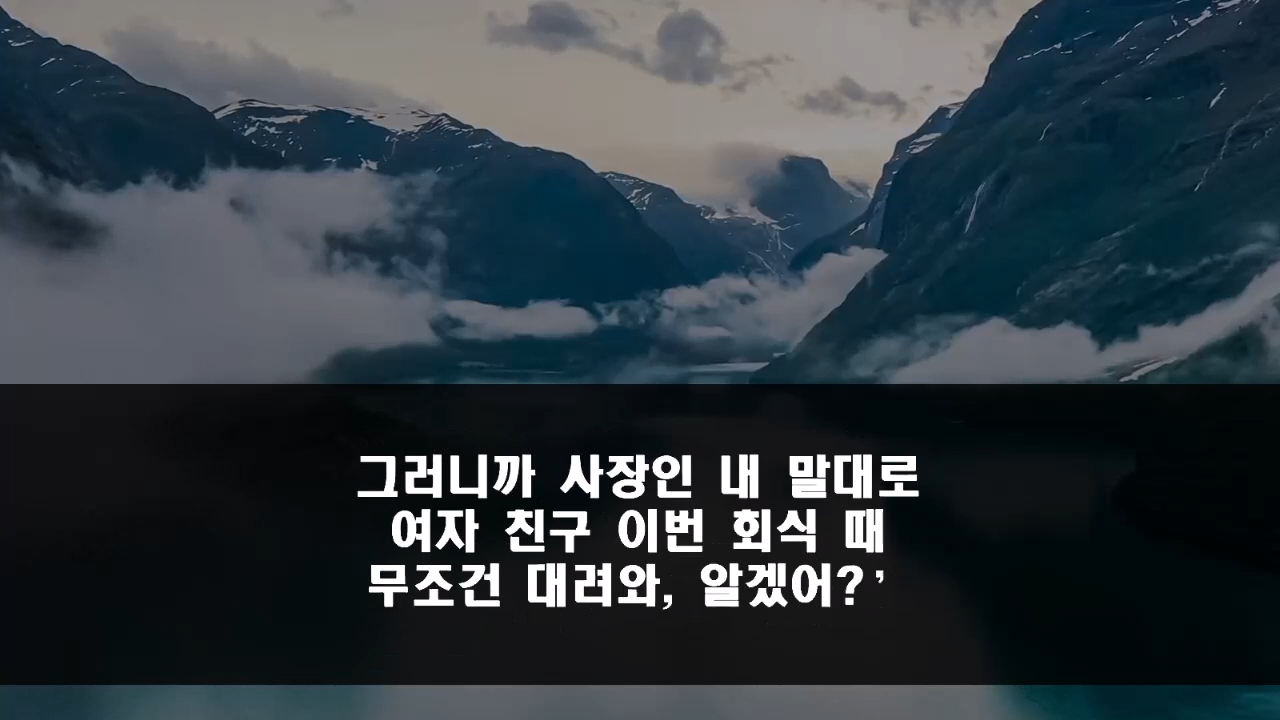 그러니까 사장인 내 말대로
여자 친구 이번 회식 때
무조건 대려와, 알겠어?’